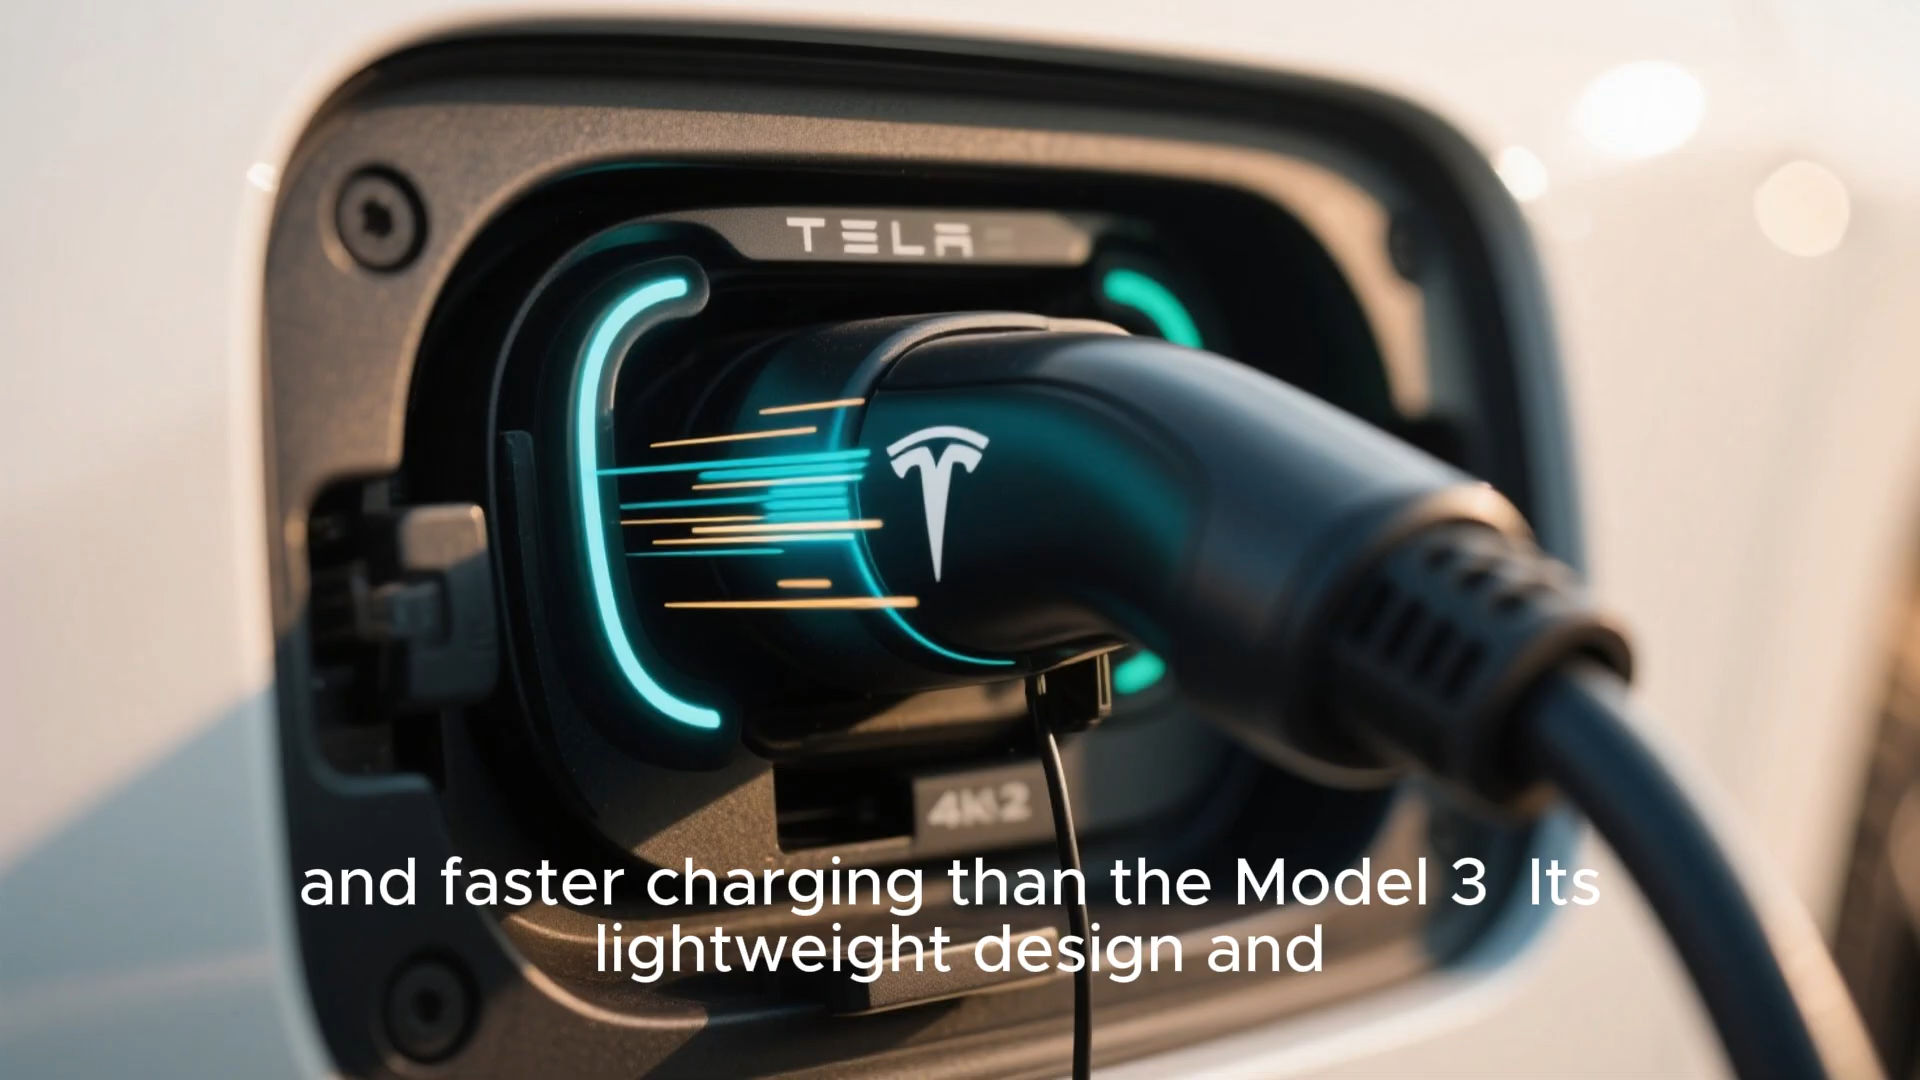 TELA
4K2
and faster charging than the Model 3  Its
lightweight design and